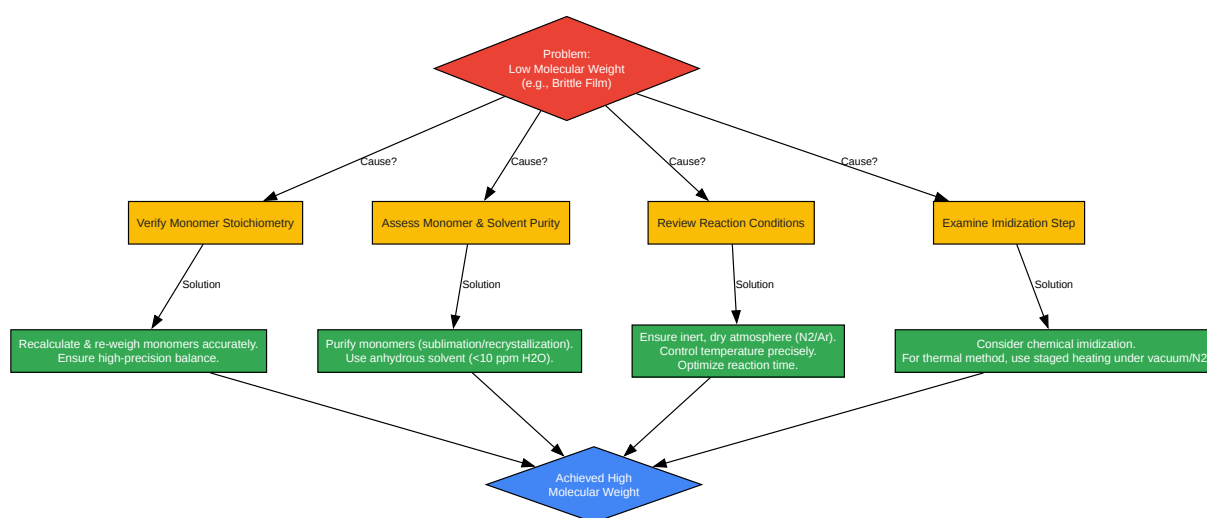 Problem:
Low Molecular Weight
(e.g., Brittle Film)
Cause?
Cause?
Cause?
Cause?
Verify Monomer Stoichiometry
Assess Monomer & Solvent Purity
Review Reaction Conditions
Examine Imidization Step
Solution
Solution
Solution
Solution
Recalculate & re-weigh monomers accurately.
Ensure high-precision balance.
Purify monomers (sublimation/recrystallization).
Use anhydrous solvent (<10 ppm H2O).
Ensure inert, dry atmosphere (N2/Ar).
Control temperature precisely.
Optimize reaction time.
Consider chemical imidization.
For thermal method, use staged heating under vacuum/N2
Achieved High
Molecular Weight